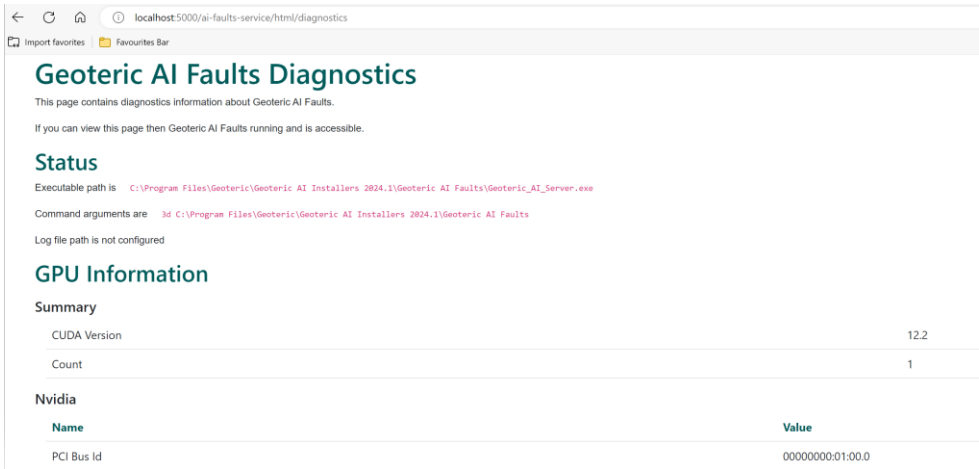 localhost:5000/ai-faults-service/html/diagnostics
Import favorites
Favourites Bar
Geoteric AI Faults Diagnostics
This page contains diagnostics information about Geoteric AI Faults.
If you can view this page then Geoteric AI Faults running and is accessible.
Status
Executable path is C:\Program Files\Geoteric\Geoteric AI Installers 2024.1\Geoteric AI Faults\Geoteric_AI_Server.exe
Command arguments are 3d C:\Program Files\Geoteric\Geoteric AI Installers 2024.1\Geoteric AI Faults
Log file path is not configured
GPU Information
Summary
CUDA Version 12.2
Count 1
Nvidia
Name Value
PCI Bus Id 00000000:01:00.0